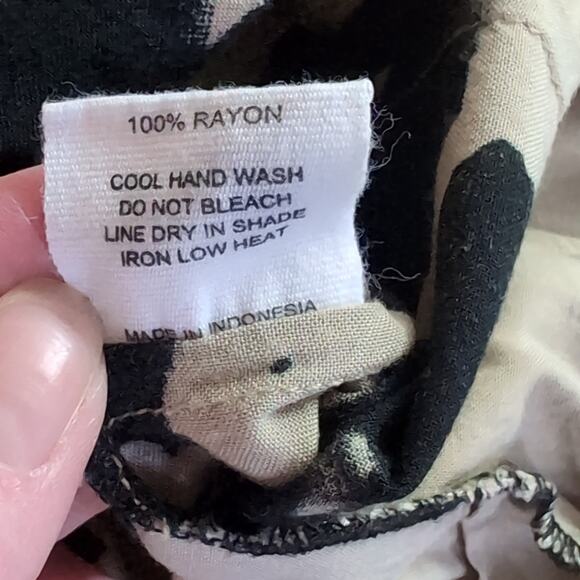 100% RAYON
COOL HAND WASH
DO NOT BLEACH
LINE DRY IN SHADE
IRON LOW HEAT
MADE IN INDONESIA